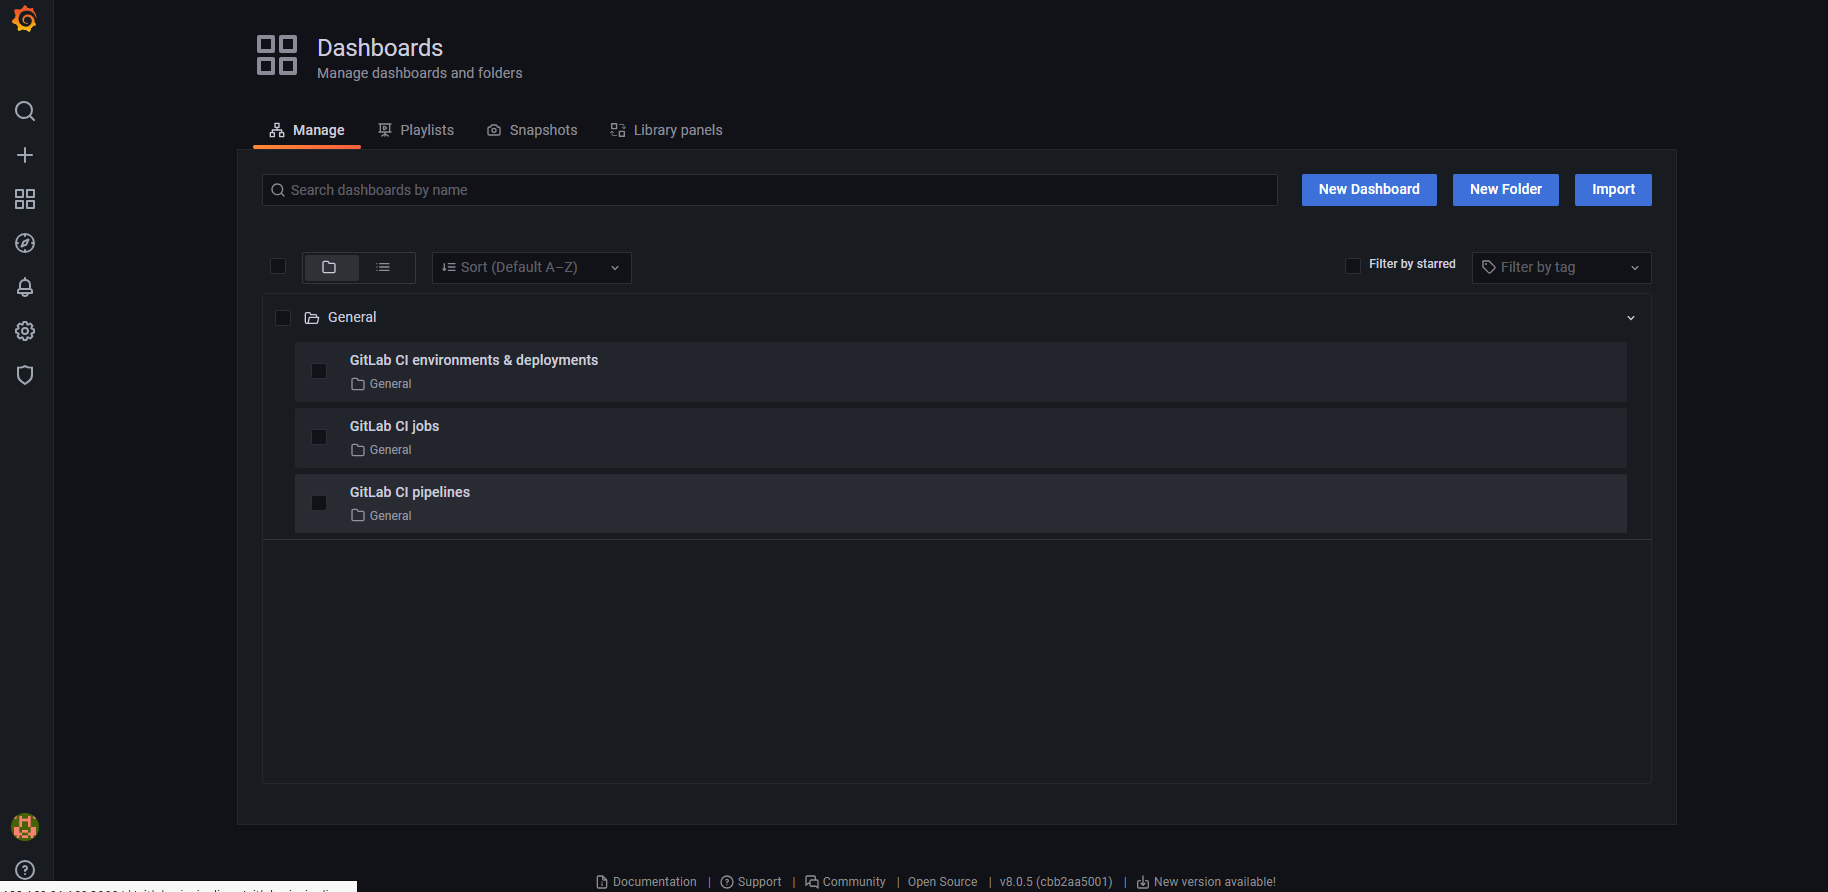 Dashboards
Manage dashboards and folders
Manage Playlists Snapshots Library panels
Search dashboards by name New Dashboard New Folder Import
Sort (Default A–Z) Filter by starred Filter by tag
General
GitLab CI environments & deployments
General
GitLab CI jobs
General
GitLab CI pipelines
General
Documentation | Support | Community | Open Source | v8.0.5 (cbb2aa5001) | New version available!